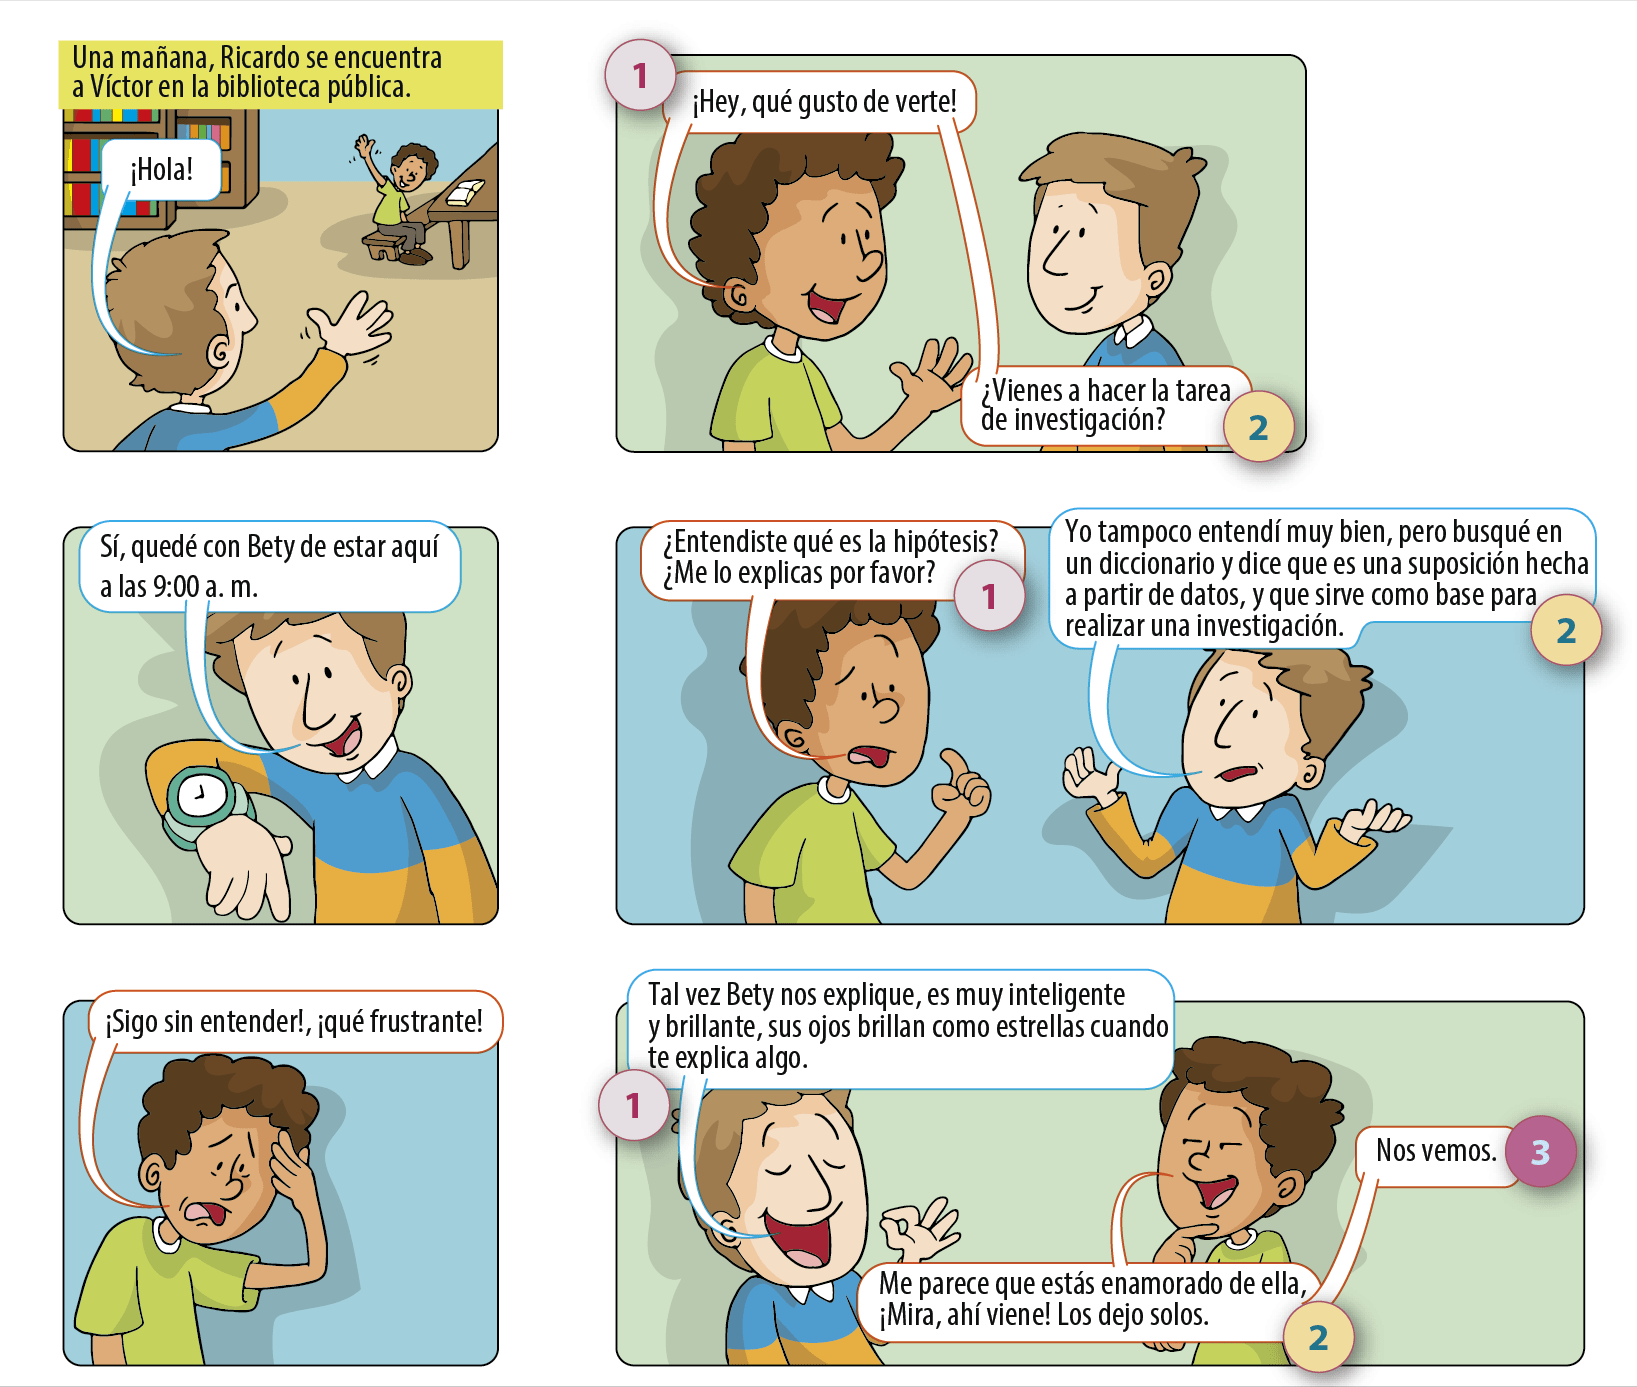 Una mañana, Ricardo se encuentra
a Víctor en la biblioteca pública.
¡Hola!
1
¡Hey, qué gusto de verte!
¿Vienes a hacer la tarea
de investigación?
2
Sí, quedé con Bety de estar aquí
a las 9:00 a. m.
¿Entendiste qué es la hipótesis?
¿Me lo explicas por favor?
1
Yo tampoco entendí muy bien, pero busqué en
un diccionario y dice que es una suposición hecha
a partir de datos, y que sirve como base para
realizar una investigación.
2
¡Sigo sin entender!, ¡qué frustrante!
Tal vez Bety nos explique, es muy inteligente
y brillante, sus ojos brillan como estrellas cuando
te explica algo.
1
Me parece que estás enamorado de ella,
¡Mira, ahí viene! Los dejo solos.
2
Nos vemos.
3